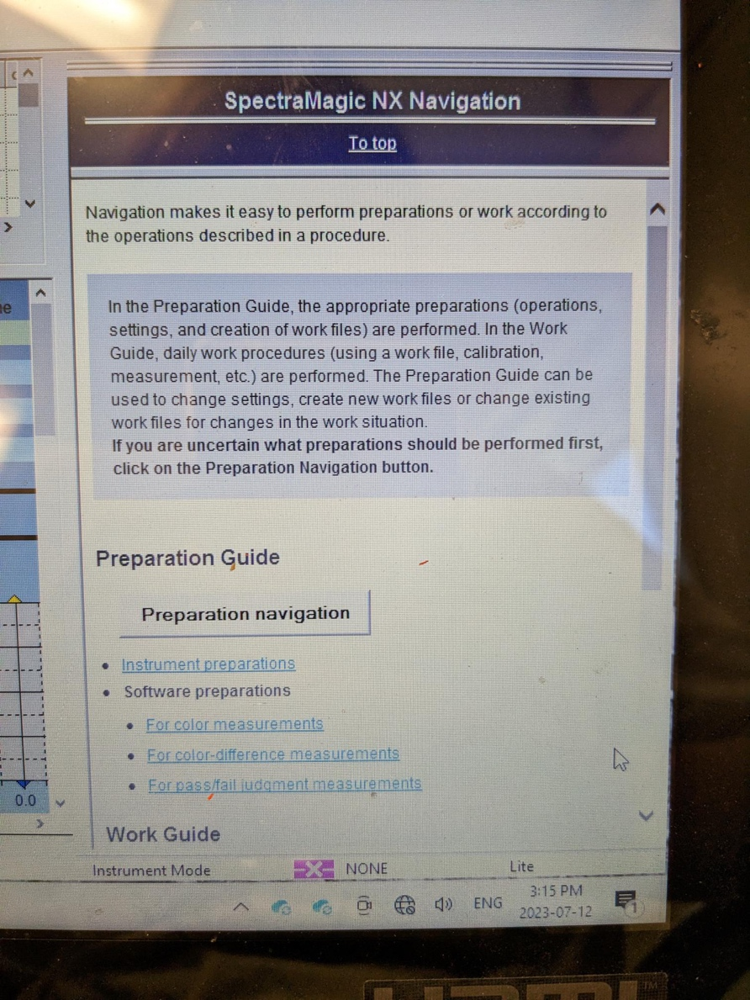 SpectraMagic NX Navigation
To top
Navigation makes it easy to perform preparations or work according to
the operations described in a procedure.
In the Preparation Guide, the appropriate preparations (operations,
settings, and creation of work files) are performed. In the Work
Guide, daily work procedures (using a work file, calibration,
measurement, etc.) are performed. The Preparation Guide can be
used to change settings, create new work files or change existing
work files for changes in the work situation.
If you are uncertain what preparations should be performed first,
click on the Preparation Navigation button.
Preparation Guide
Preparation navigation
Instrument preparations
Software preparations
For color measurements
For color-difference measurements
For pass/fail judgment measurements
0.0
Work Guide
Instrument Mode NONE Lite
ENG 3:15 PM
2023-07-12 1
TM